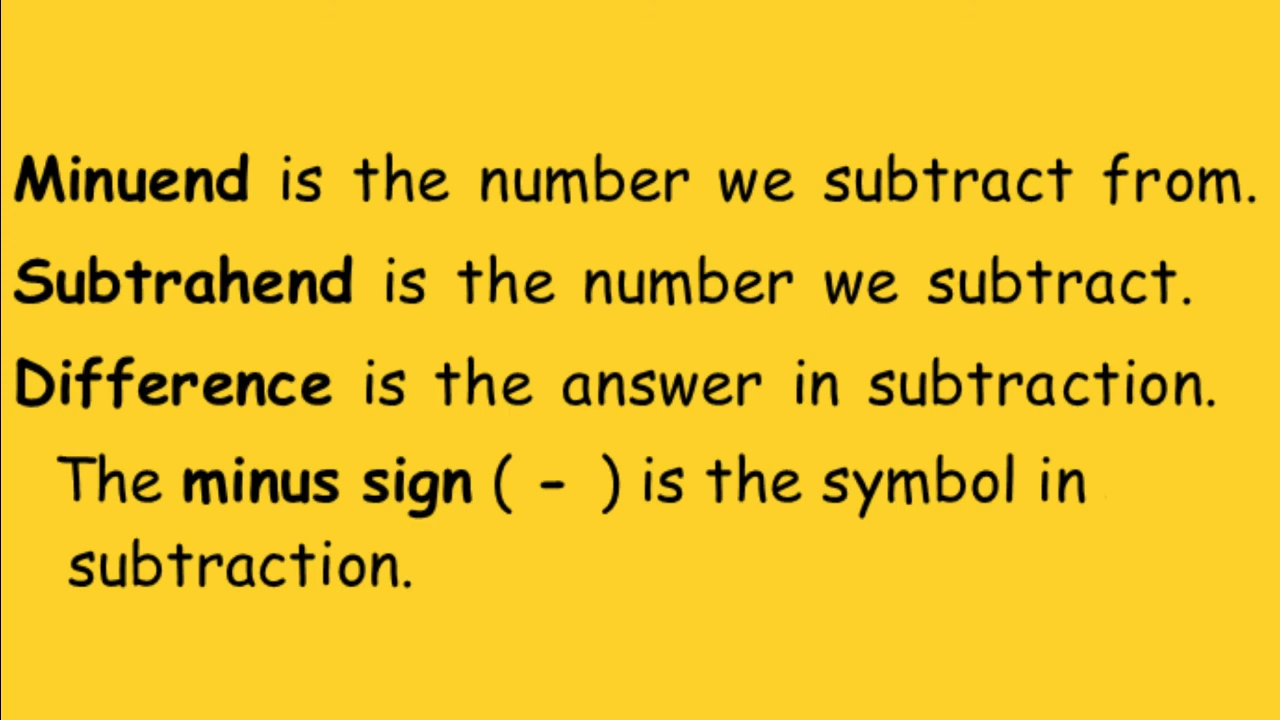 Minuend is the number we subtract from.
Subtrahend is the number we subtract.
Difference is the answer in subtraction.
The minus sign ( - ) is the symbol in
subtraction.